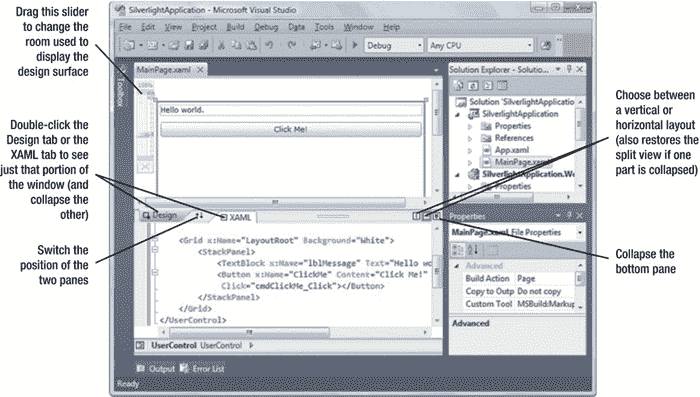 Drag this slider
to change the
room used to
display the
design surface
Double-click the
Design tab or the
XAML tab to see
just that portion of
the window (and
collapse the
other)
Switch the
position of the
two panes
SilverlightApplication - Microsoft Visual Studio
File Edit View Project Build Debug Data Tools Window Help
Debug Any CPU
Toolbox
MainPage.xaml
100%
Hello world.
Click Me!
Design XAML
<Grid x:Name="LayoutRoot" Background="White">
<StackPanel>
<TextBlock x:Name="lblMessage" Text="Hello wo
<Button x:Name="ClickMe" Content="Click Me!"
Click="cmdClickMe_Click"></Button>
</StackPanel>
</Grid>
</UserControl>
UserControl UserControl
Output Error List
Ready
Solution Explorer - Solutio...
Solution 'SilverlightApplication
SilverlightApplication
Properties
References
App.xaml
MainPage.xaml
SilverlightApplication.We
Properties
Properties
MainPage.xaml File Properties
Advanced
Build Action Page
Copy to Outp Do not copy
Custom Tool MSBuild:Markup
Advanced
Choose between
a vertical or
horizontal layout
(also restores the
split view if one
part is collapsed)
Collapse the
bottom pane